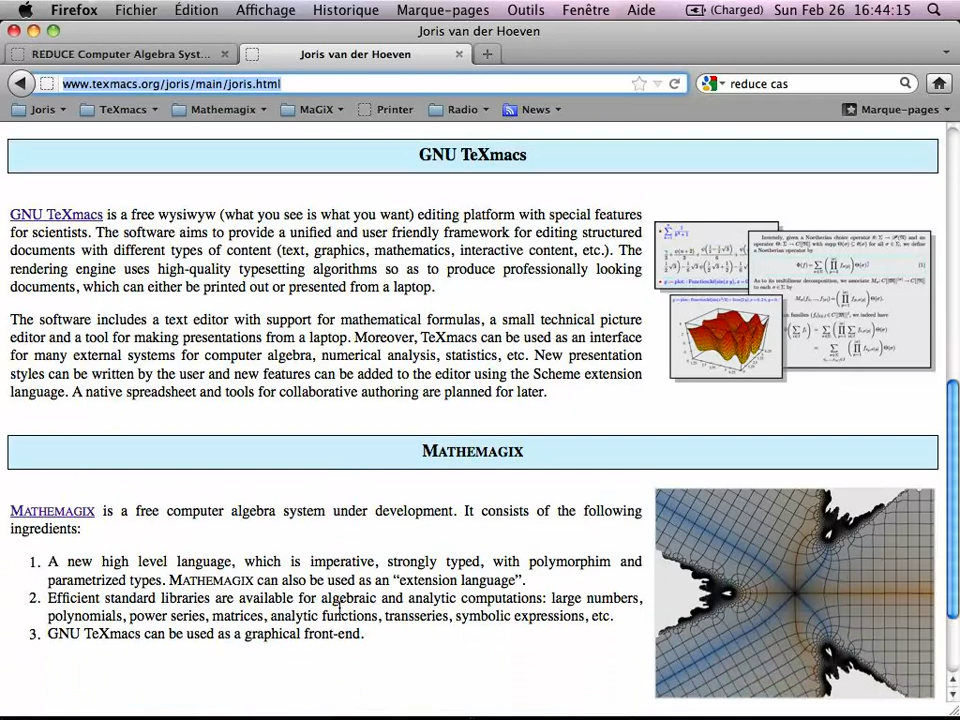 Firefox Fichier Édition Affichage Historique Marque-pages Outils Fenêtre Aide (Charged) Sun Feb 26 16:44:15
Joris van der Hoeven
REDUCE Computer Algebra Syst... Joris van der Hoeven
www.texmacs.org/joris/main/joris.html reduce cas
Joris TeXmacs Mathemagix MaGiX Printer Radio News Marque-pages
GNU TeXmacs
GNU TeXmacs is a free wysiwyw (what you see is what you want) editing platform with special features
for scientists. The software aims to provide a unified and user friendly framework for editing structured
documents with different types of content (text, graphics, mathematics, interactive content, etc.). The
rendering engine uses high-quality typesetting algorithms so as to produce professionally looking
documents, which can either be printed out or presented from a laptop.
The software includes a text editor with support for mathematical formulas, a small technical picture
editor and a tool for making presentations from a laptop. Moreover, TeXmacs can be used as an interface
for many external systems for computer algebra, numerical analysis, statistics, etc. New presentation
styles can be written by the user and new features can be added to the editor using the Scheme extension
language. A native spreadsheet and tools for collaborative authoring are planned for later.
MATHEMAGIX
MATHEMAGIX is a free computer algebra system under development. It consists of the following
ingredients:
1. A new high level language, which is imperative, strongly typed, with polymorphim and
parametrized types. MATHEMAGIX can also be used as an “extension language”.
2. Efficient standard libraries are available for algebraic and analytic computations: large numbers,
polynomials, power series, matrices, analytic functions, transseries, symbolic expressions, etc.
3. GNU TeXmacs can be used as a graphical front-end.